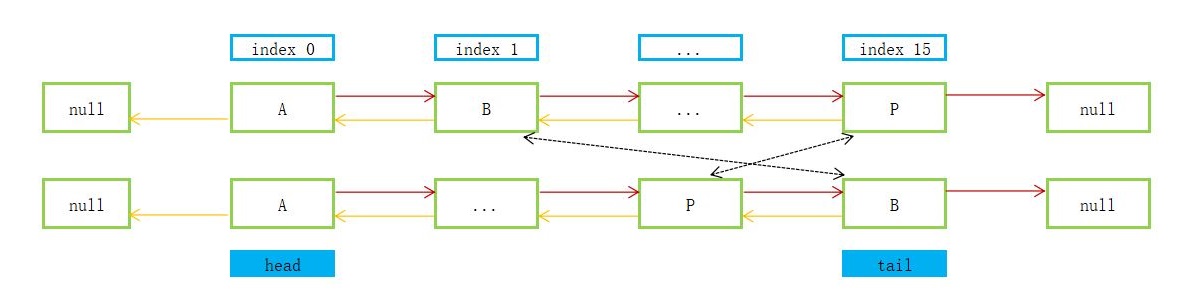 index 0 index 1 ... index 15
null A B ... P null
null A ... P B null
head tail